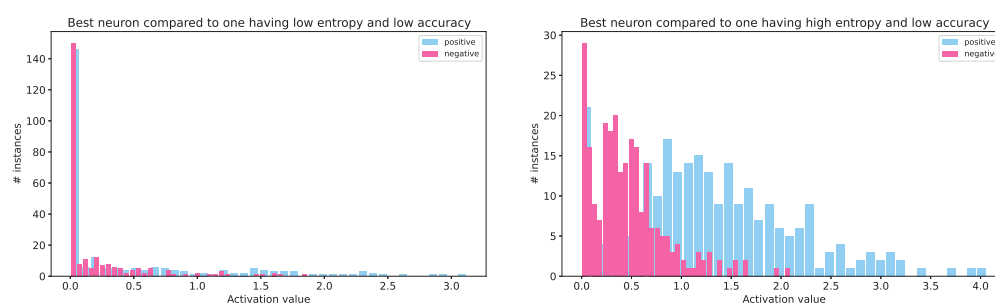 Best neuron compared to one having low entropy and low accuracy
positive
negative
# instances
140
120
100
80
60
40
20
0
0.0 0.5 1.0 1.5 2.0 2.5 3.0
Activation value
Best neuron compared to one having high entropy and low accuracy
positive
negative
# instances
30
25
20
15
10
5
0
0.0 0.5 1.0 1.5 2.0 2.5 3.0 3.5 4.0
Activation value